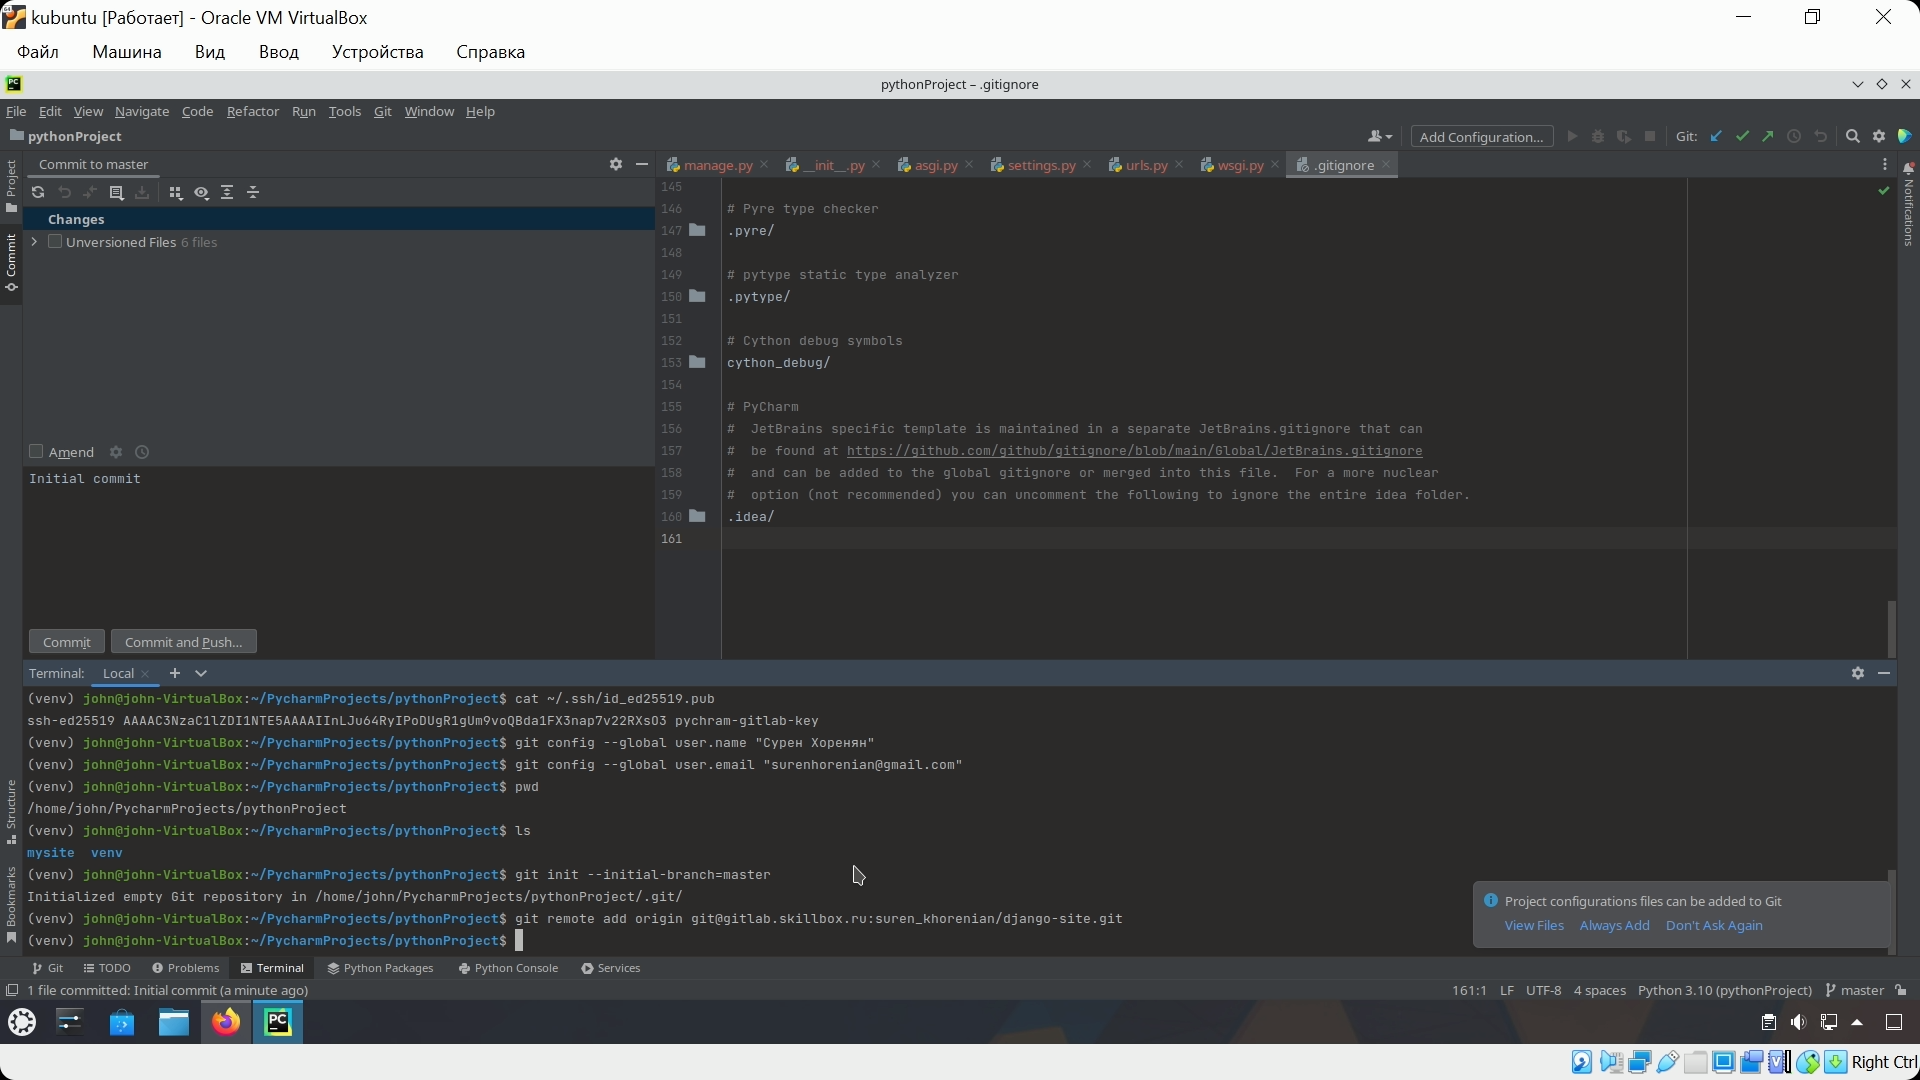 kubuntu [Работает] - Oracle VM VirtualBox
Файл Машина Вид Ввод Устройства Справка
PC pythonProject – .gitignore
File Edit View Navigate Code Refactor Run Tools Git Window Help
pythonProject Add Configuration... Git:
Commit to master manage.py __init__.py asgi.py settings.py urls.py wsgi.py .gitignore
Project
Commit
Structure
Bookmarks
Notifications
Changes
Unversioned Files 6 files
Amend
Initial commit
Commit Commit and Push...
145
146 # Pyre type checker
147 .pyre/
148
149 # pytype static type analyzer
150 .pytype/
151
152 # Cython debug symbols
153 cython_debug/
154
155 # PyCharm
156 #  JetBrains specific template is maintained in a separate JetBrains.gitignore that can
157 #  be found at https://github.com/github/gitignore/blob/main/Global/JetBrains.gitignore
158 #  and can be added to the global gitignore or merged into this file.  For a more nuclear
159 #  option (not recommended) you can uncomment the following to ignore the entire idea folder.
160 .idea/
161
Terminal: Local
(venv) john@john-VirtualBox:~/PycharmProjects/pythonProject$ cat ~/.ssh/id_ed25519.pub
ssh-ed25519 AAAAC3NzaC1lZDI1NTE5AAAAIInLJu64RyIPoDUgR1gUm9voQBda1FX3nap7v22RXsO3 pychram-gitlab-key
(venv) john@john-VirtualBox:~/PycharmProjects/pythonProject$ git config --global user.name "Сурен Хоренян"
(venv) john@john-VirtualBox:~/PycharmProjects/pythonProject$ git config --global user.email "surenhorenian@gmail.com"
(venv) john@john-VirtualBox:~/PycharmProjects/pythonProject$ pwd
/home/john/PycharmProjects/pythonProject
(venv) john@john-VirtualBox:~/PycharmProjects/pythonProject$ ls
mysite venv
(venv) john@john-VirtualBox:~/PycharmProjects/pythonProject$ git init --initial-branch=master
Initialized empty Git repository in /home/john/PycharmProjects/pythonProject/.git/
(venv) john@john-VirtualBox:~/PycharmProjects/pythonProject$ git remote add origin git@gitlab.skillbox.ru:suren_khorenian/django-site.git
(venv) john@john-VirtualBox:~/PycharmProjects/pythonProject$
Project configurations files can be added to Git
View Files Always Add Don't Ask Again
Git TODO Problems Terminal Python Packages Python Console Services
1 file committed: Initial commit (a minute ago) 161:1 LF UTF-8 4 spaces Python 3.10 (pythonProject) master
PC
Right Ctrl